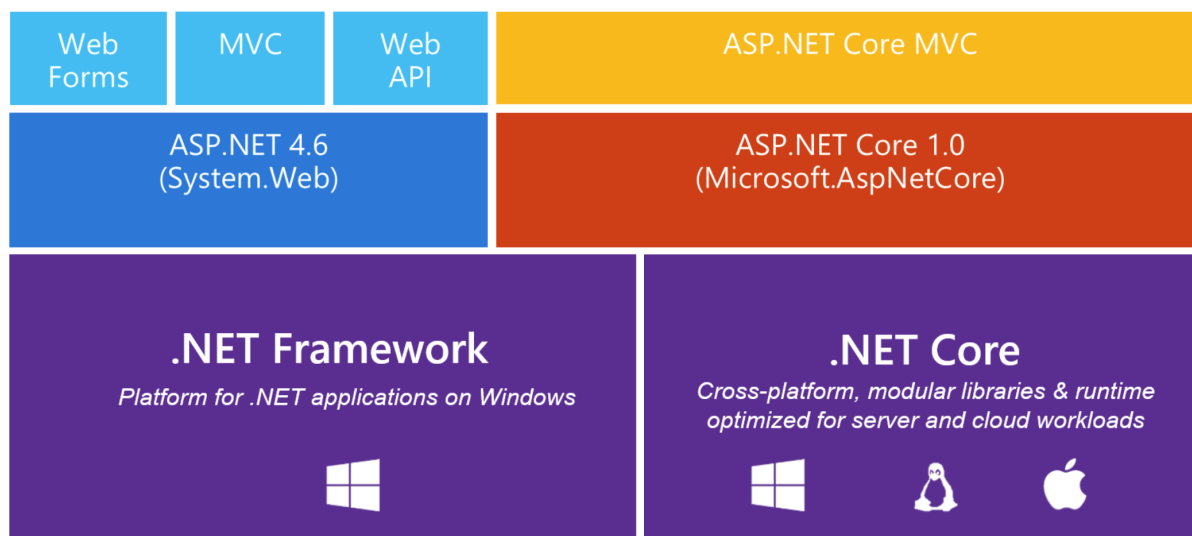 Web
Forms
MVC
Web
API
ASP.NET Core MVC
ASP.NET 4.6
(System.Web)
ASP.NET Core 1.0
(Microsoft.AspNetCore)
.NET Framework
Platform for .NET applications on Windows
.NET Core
Cross-platform, modular libraries & runtime
optimized for server and cloud workloads